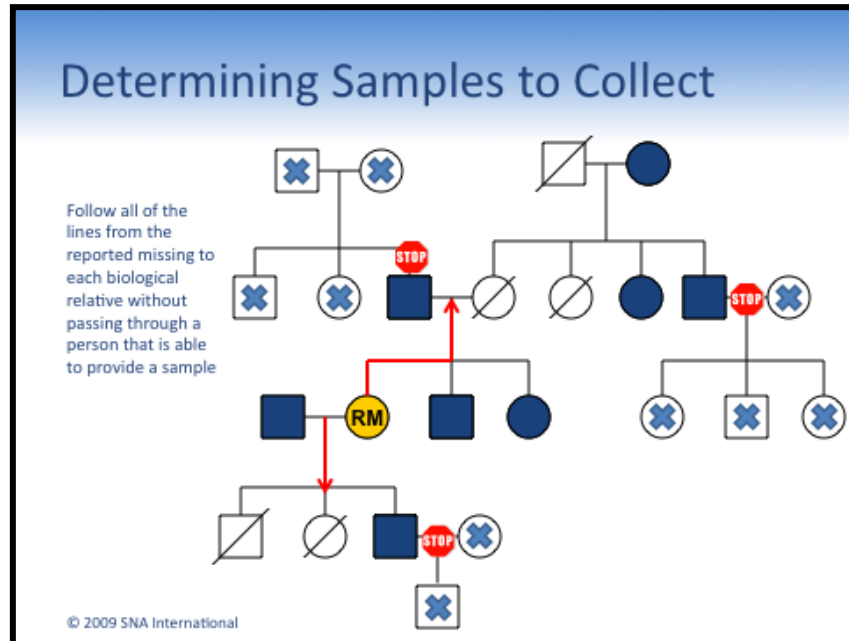 Determining Samples to Collect
STOP
Follow all of the
lines from the
reported missing to
each biological
relative without
passing through a
person that is able
to provide a sample
STOP
RM
STOP
© 2009 SNA International